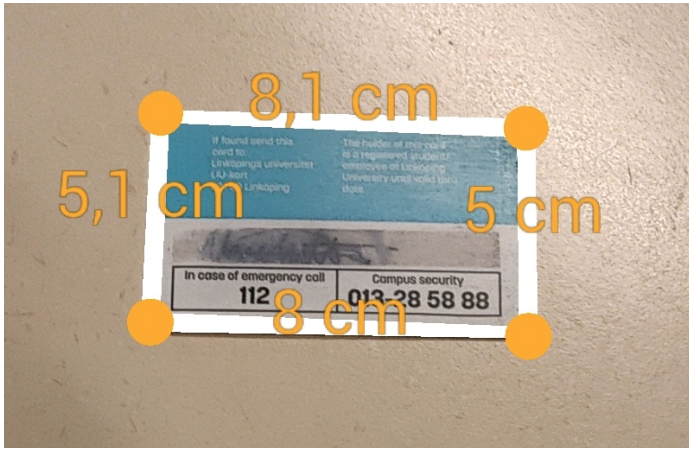 8,1 cm
If found send this
card to:
Linköpings universitet
LiU-kort
Linköping
The holder of this card
is a registered student/
employee of Linköping
University until valid thru
date.
5,1 cm
5 cm
In case of emergency call
112
Campus security
013-28 58 88
8 cm